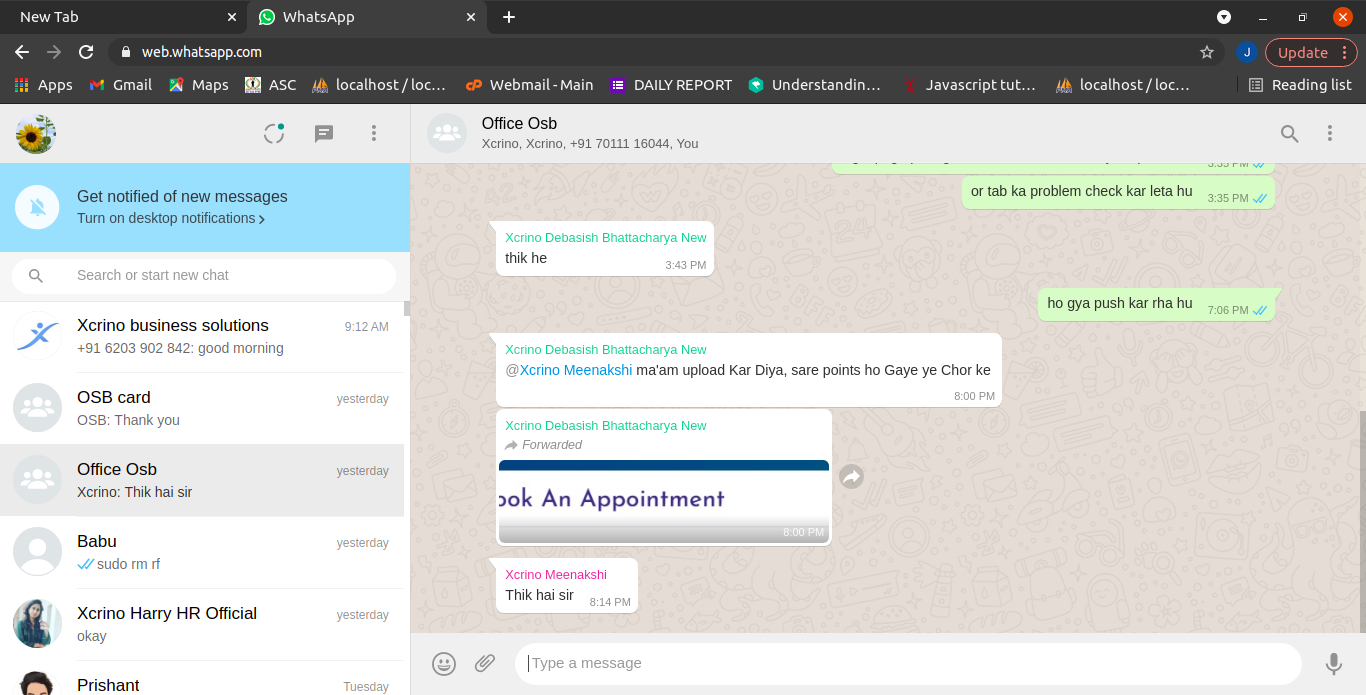 New Tab
WhatsApp
web.whatsapp.com
J
Update
Apps
Gmail
Maps
ASC
localhost / loc...
Webmail - Main
DAILY REPORT
Understandin...
Javascript tut...
localhost / loc...
Reading list
Get notified of new messages
Turn on desktop notifications
Search or start new chat
Xcrino business solutions
9:12 AM
+91 6203 902 842: good morning
OSB card
yesterday
OSB: Thank you
Office Osb
yesterday
Xcrino: Thik hai sir
Babu
yesterday
sudo rm rf
Xcrino Harry HR Official
yesterday
okay
Prishant
Tuesday
Office Osb
Xcrino, Xcrino, +91 70111 16044, You
3:35 PM
or tab ka problem check kar leta hu
3:35 PM
Xcrino Debasish Bhattacharya New
thik he
3:43 PM
ho gya push kar rha hu
7:06 PM
Xcrino Debasish Bhattacharya New
@Xcrino Meenakshi ma'am upload Kar Diya, sare points ho Gaye ye Chor ke
8:00 PM
Xcrino Debasish Bhattacharya New
Forwarded
ook An Appointment
8:00 PM
Xcrino Meenakshi
Thik hai sir
8:14 PM
Type a message